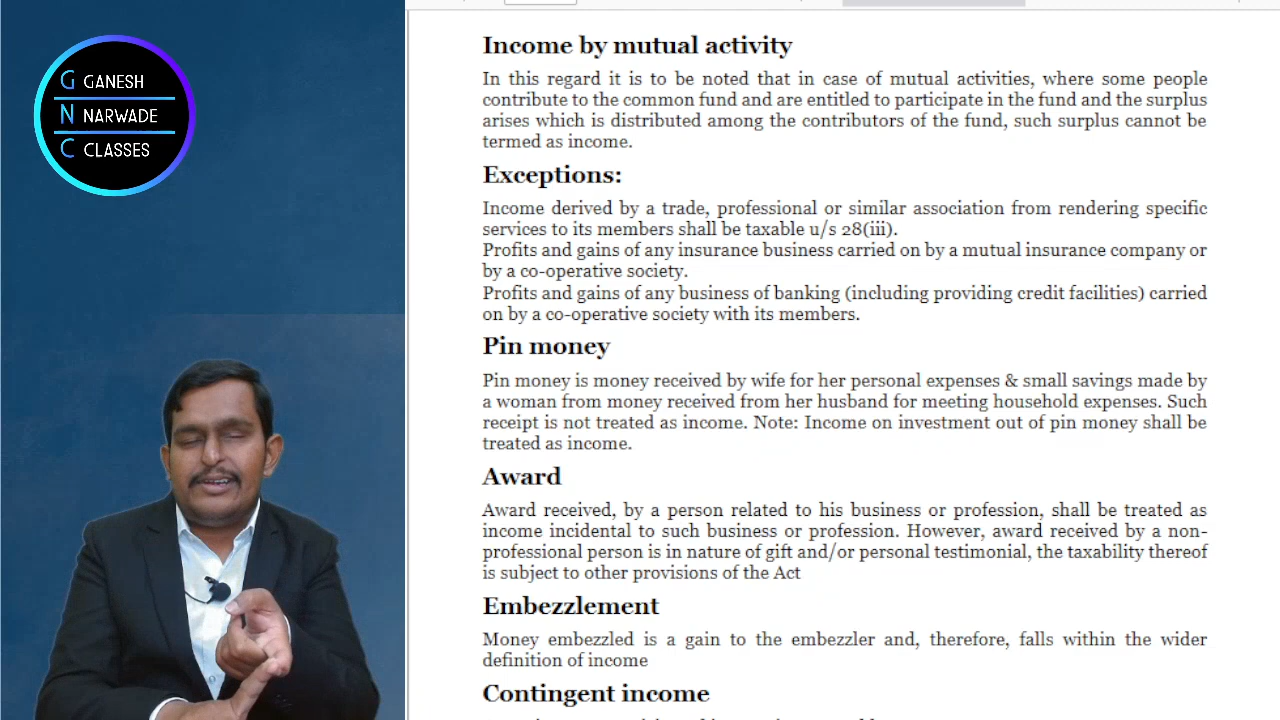 G GANESH
N NARWADE
C CLASSES
Income by mutual activity
In this regard it is to be noted that in case of mutual activities, where some people
contribute to the common fund and are entitled to participate in the fund and the surplus
arises which is distributed among the contributors of the fund, such surplus cannot be
termed as income.
Exceptions:
Income derived by a trade, professional or similar association from rendering specific
services to its members shall be taxable u/s 28(iii).
Profits and gains of any insurance business carried on by a mutual insurance company or
by a co-operative society.
Profits and gains of any business of banking (including providing credit facilities) carried
on by a co-operative society with its members.
Pin money
Pin money is money received by wife for her personal expenses & small savings made by
a woman from money received from her husband for meeting household expenses. Such
receipt is not treated as income. Note: Income on investment out of pin money shall be
treated as income.
Award
Award received, by a person related to his business or profession, shall be treated as
income incidental to such business or profession. However, award received by a non-
professional person is in nature of gift and/or personal testimonial, the taxability thereof
is subject to other provisions of the Act
Embezzlement
Money embezzled is a gain to the embezzler and, therefore, falls within the wider
definition of income
Contingent income